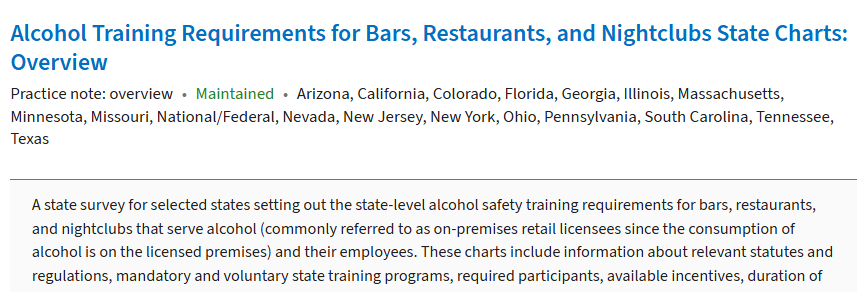 Alcohol Training Requirements for Bars, Restaurants, and Nightclubs State Charts:
Overview
Practice note: overview • Maintained • Arizona, California, Colorado, Florida, Georgia, Illinois, Massachusetts,
Minnesota, Missouri, National/Federal, Nevada, New Jersey, New York, Ohio, Pennsylvania, South Carolina, Tennessee,
Texas
A state survey for selected states setting out the state-level alcohol safety training requirements for bars, restaurants,
and nightclubs that serve alcohol (commonly referred to as on-premises retail licensees since the consumption of
alcohol is on the licensed premises) and their employees. These charts include information about relevant statutes and
regulations, mandatory and voluntary state training programs, required participants, available incentives, duration of